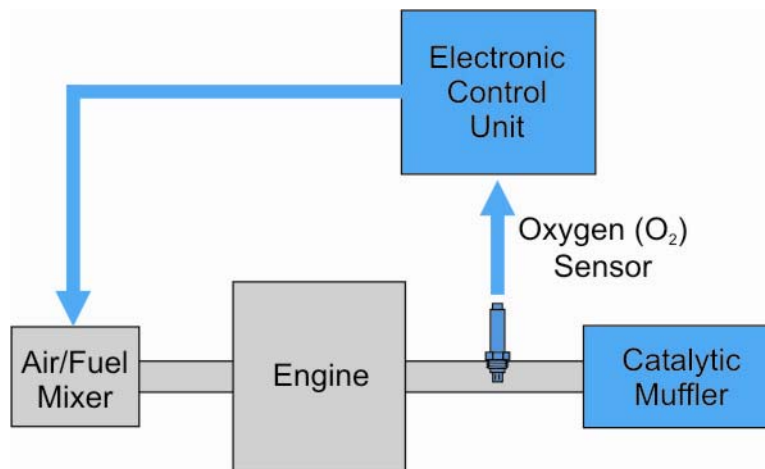 Electronic
Control
Unit
Oxygen (O₂)
Sensor
Air/Fuel
Mixer
Engine
Catalytic
Muffler